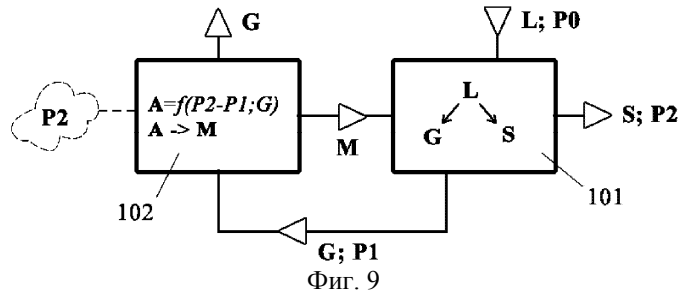 G
L; P0
P2
A=f(P2-P1;G)
A -> M
L
G
S
S; P2
M
102
101
G; P1
Фиг. 9